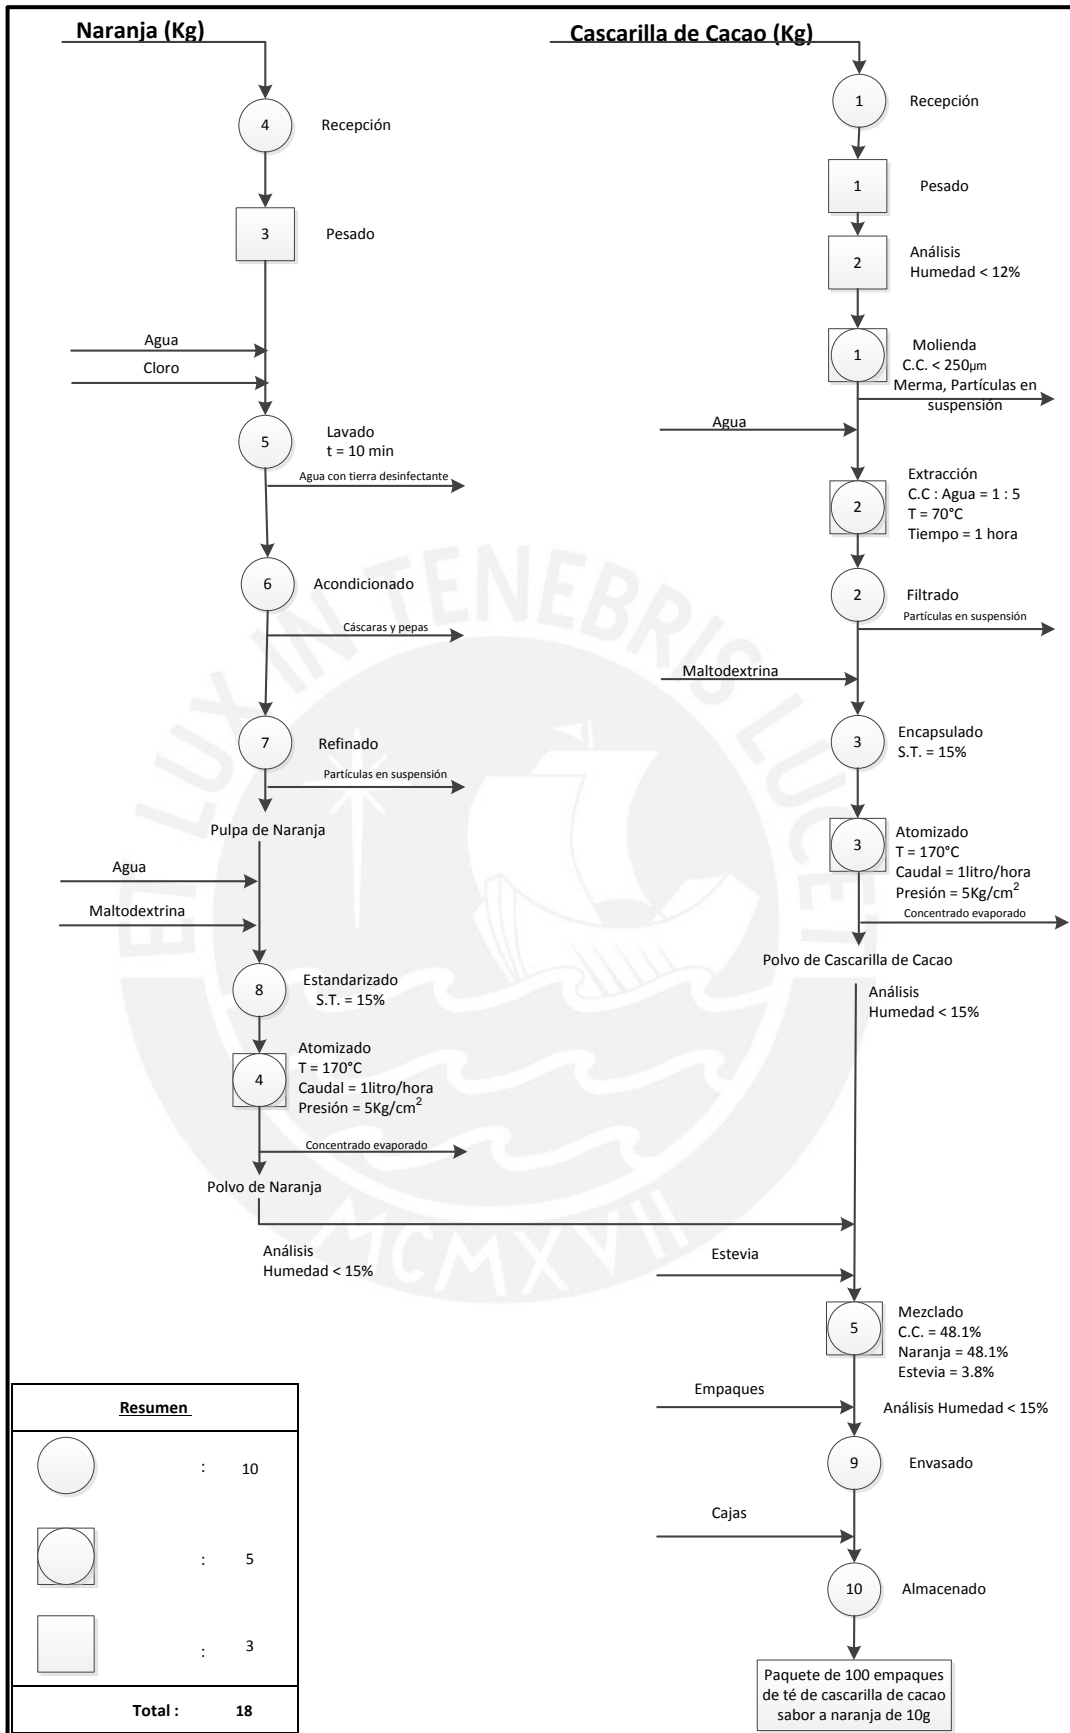 Naranja (Kg)
4
Recepción
3
Pesado
Agua
Cloro
5
Lavado
t = 10 min
Agua con tierra desinfectante
6
Acondicionado
Cáscaras y pepas
7
Refinado
Partículas en suspensión
Pulpa de Naranja
Agua
Maltodextrina
8
Estandarizado
S.T. = 15%
4
Atomizado
T = 170°C
Caudal = 1litro/hora
Presión = 5Kg/cm2
Concentrado evaporado
Polvo de Naranja
Análisis
Humedad < 15%
Cascarilla de Cacao (Kg)
1
Recepción
1
Pesado
2
Análisis
Humedad < 12%
1
Molienda
C.C. < 250µm
Merma, Partículas en
suspensión
Agua
2
Extracción
C.C : Agua = 1 : 5
T = 70°C
Tiempo = 1 hora
2
Filtrado
Partículas en suspensión
Maltodextrina
3
Encapsulado
S.T. = 15%
3
Atomizado
T = 170°C
Caudal = 1litro/hora
Presión = 5Kg/cm2
Concentrado evaporado
Polvo de Cascarilla de Cacao
Análisis
Humedad < 15%
Estevia
5
Mezclado
C.C. = 48.1%
Naranja = 48.1%
Estevia = 3.8%
Empaques
Análisis Humedad < 15%
9
Envasado
Cajas
10
Almacenado
Paquete de 100 empaques
de té de cascarilla de cacao
sabor a naranja de 10g
Resumen
: 10
: 5
: 3
Total : 18
ET LUX IN TENEBRIS LUCET
MCMXVII